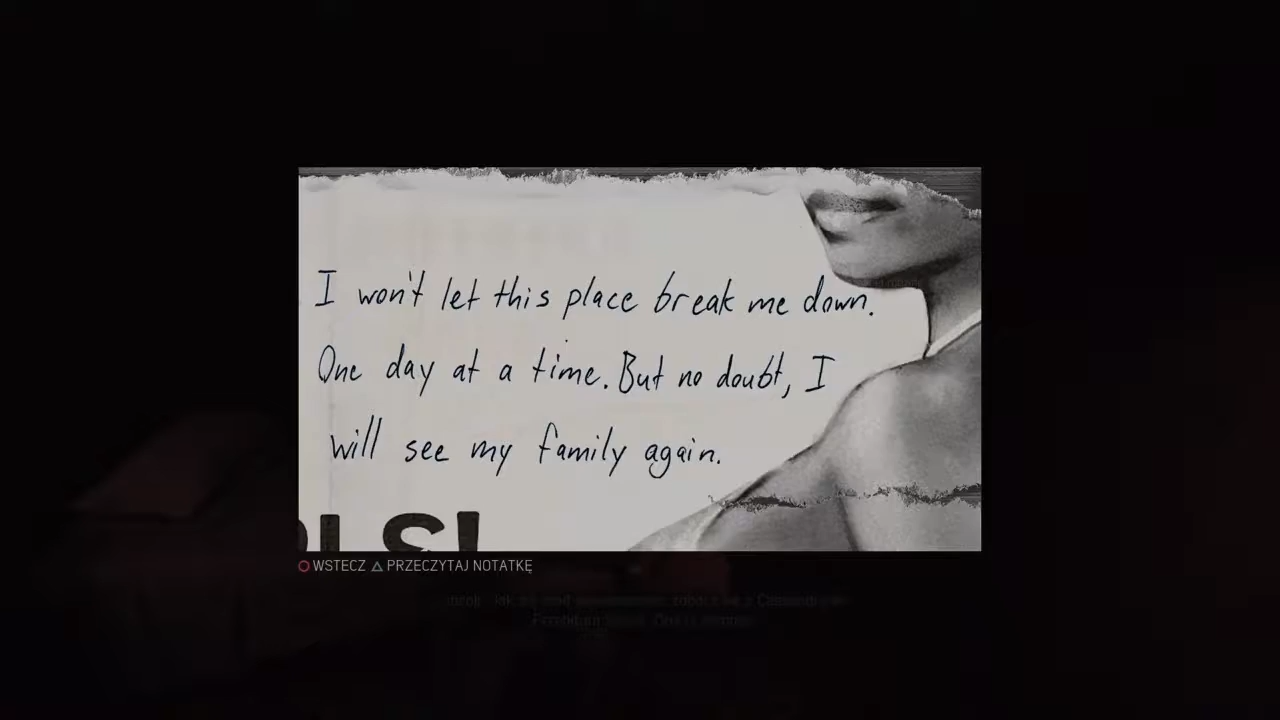 I won't let this place break me down.
One day at a time. But no doubt, I
will see my family again.
LS!
WSTECZ PRZECZYTAJ NOTATKĘ